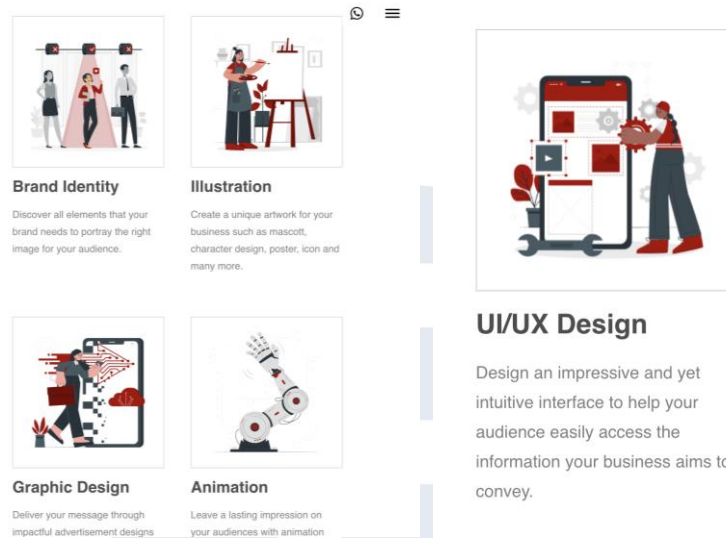 Brand Identity
Discover all elements that your
brand needs to portray the right
image for your audience.
Illustration
Create a unique artwork for your
business such as mascott,
character design, poster, icon and
many more.
Graphic Design
Deliver your message through
impactful advertisement designs
Animation
Leave a lasting impression on
your audiences with animation
UI/UX Design
Design an impressive and yet
intuitive interface to help your
audience easily access the
information your business aims to
convey.